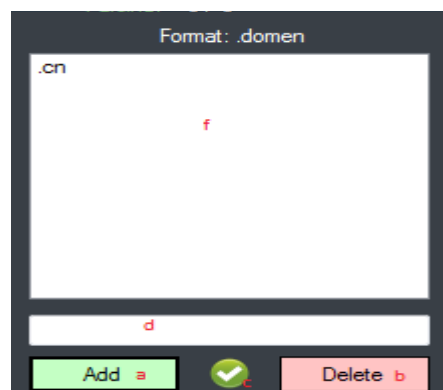 Format: .domen
.cn
f
d
Add a
c
Delete b